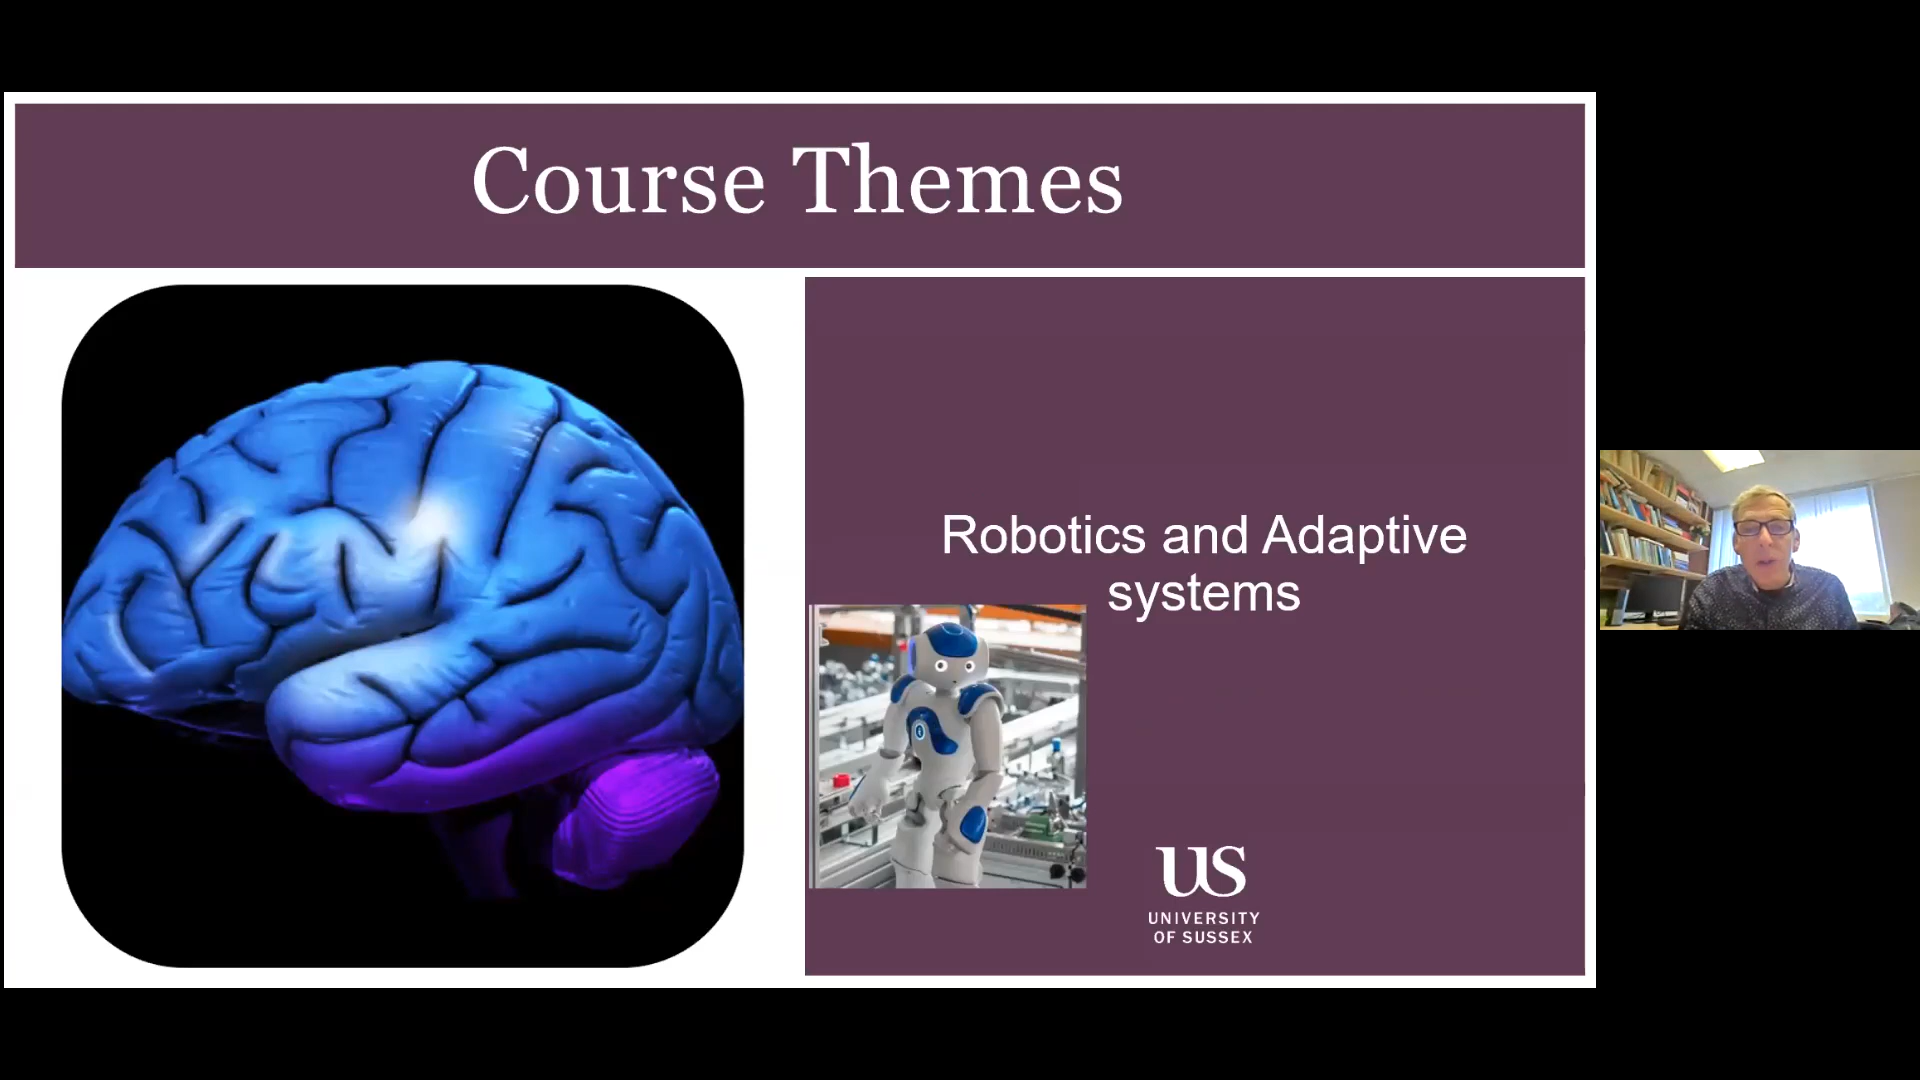 Course Themes
Robotics and Adaptive
systems
US
UNIVERSITY
OF SUSSEX